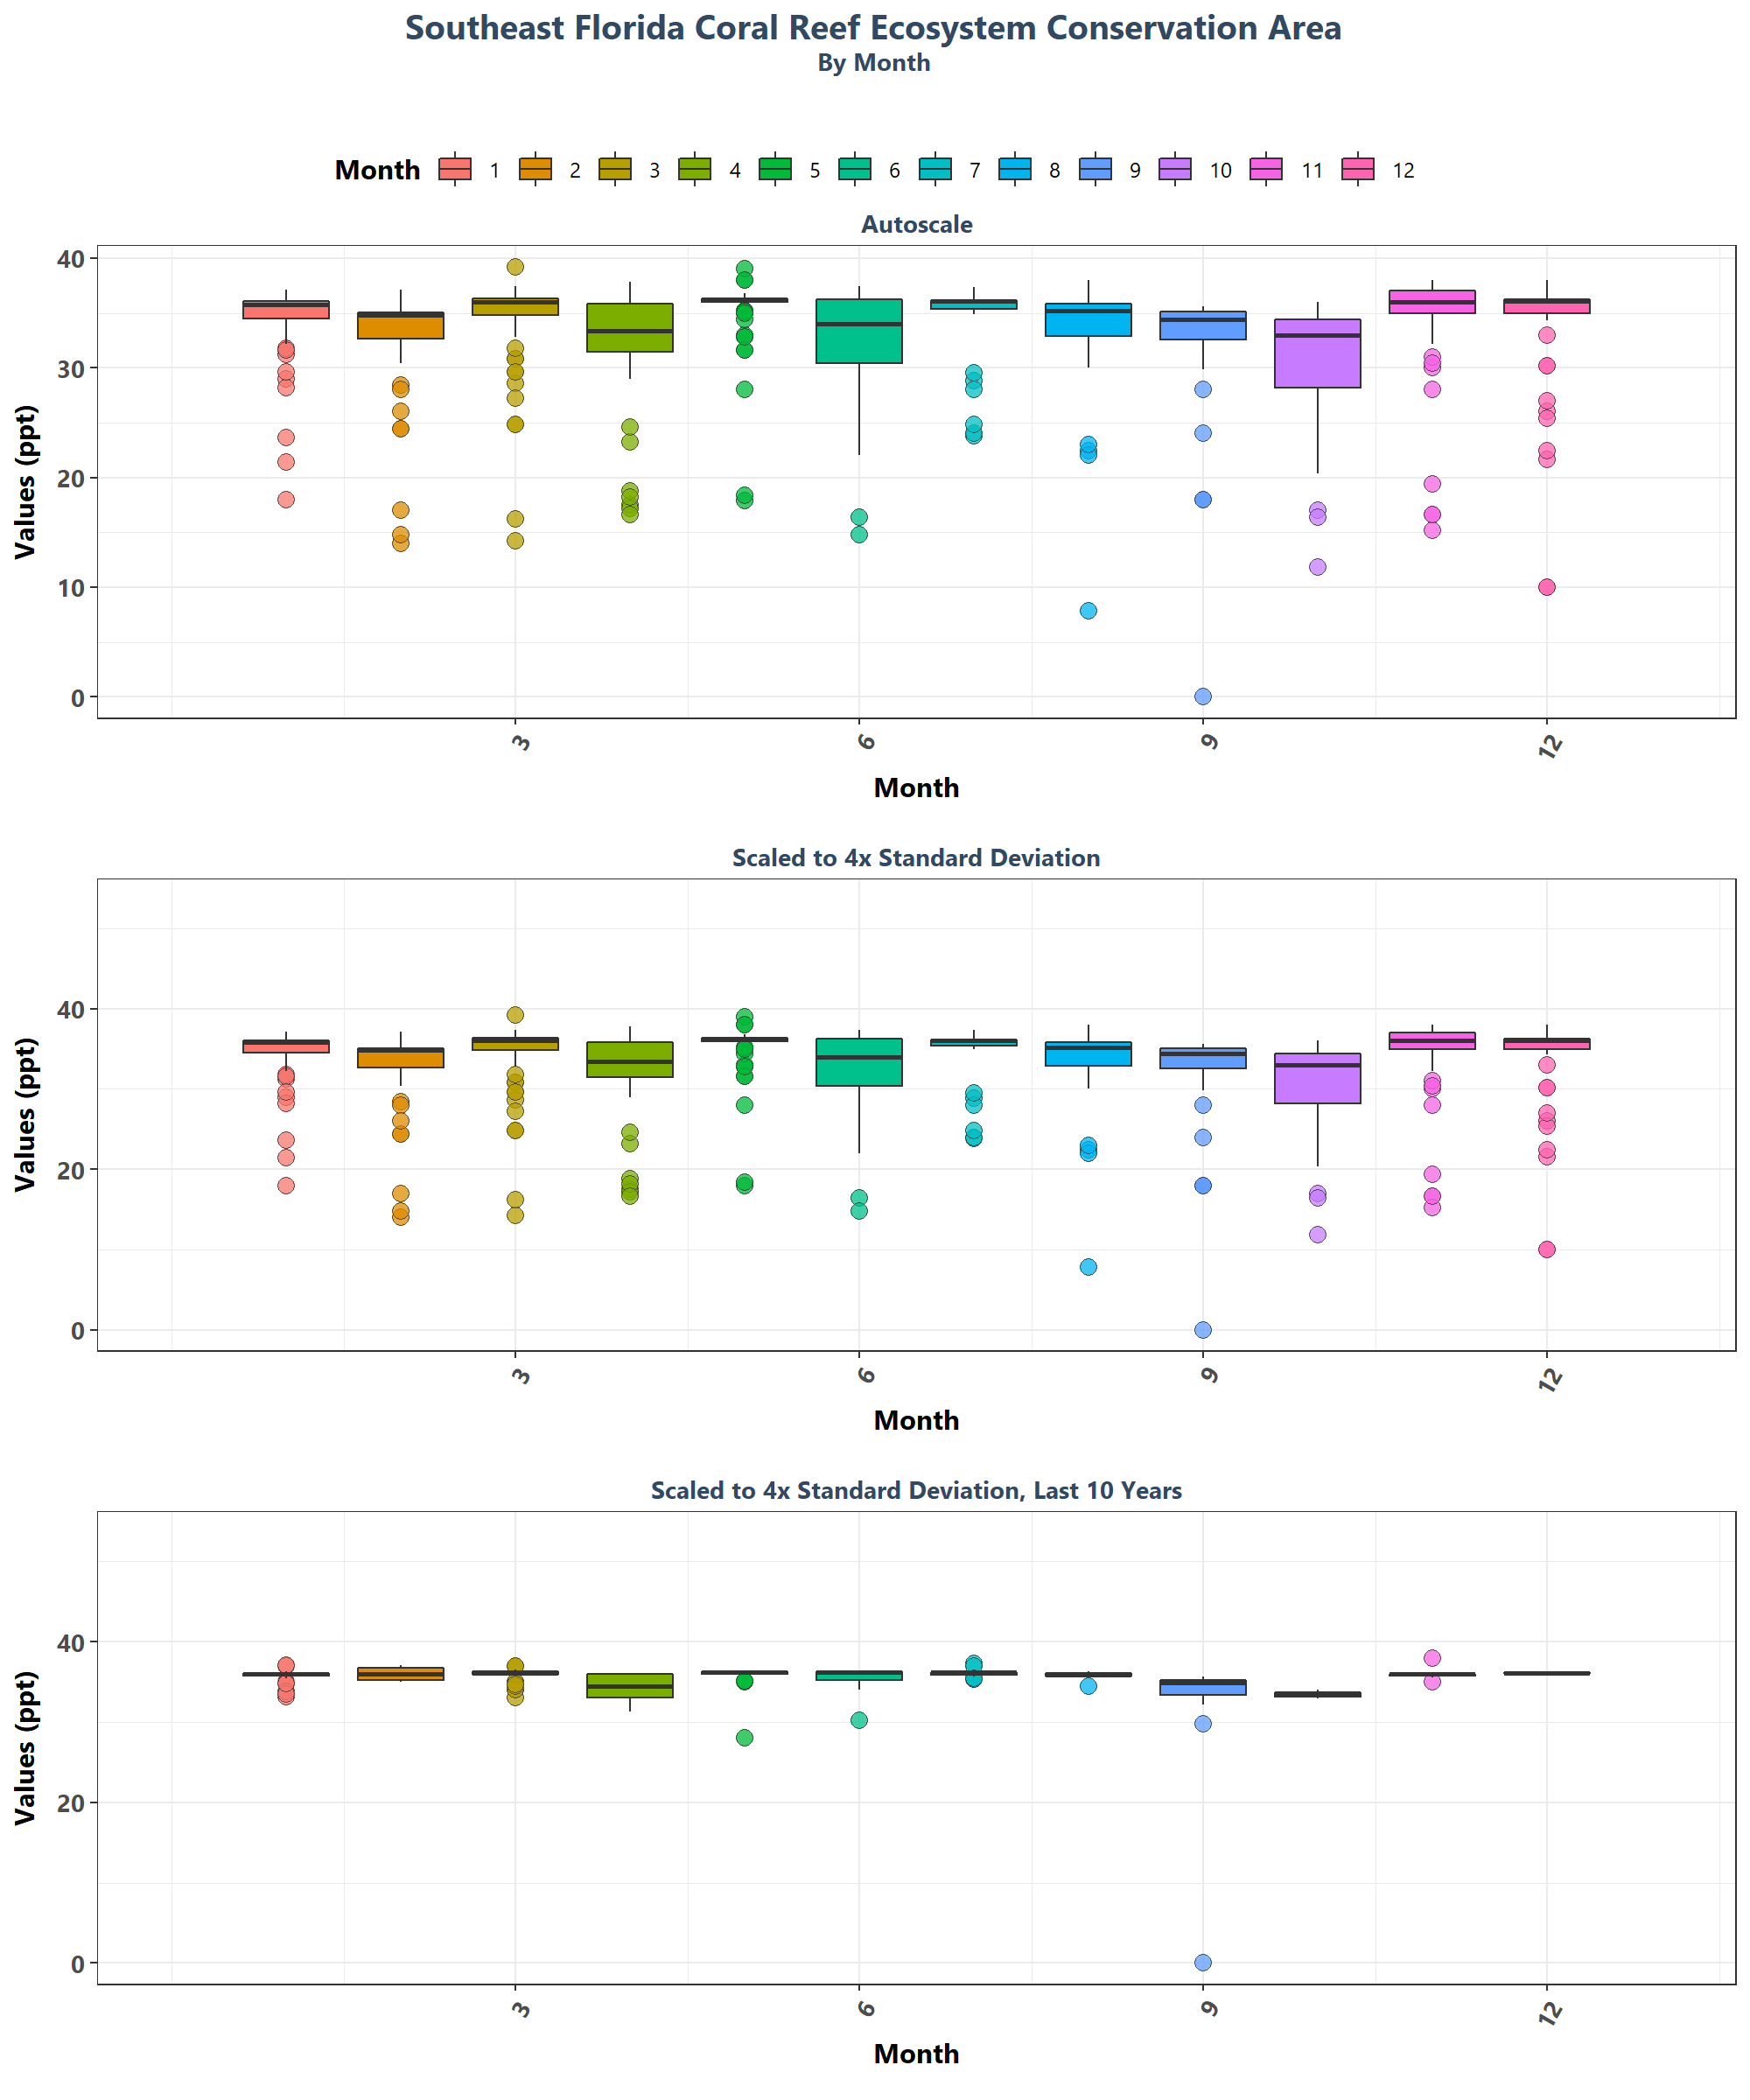 Southeast Florida Coral Reef Ecosystem Conservation Area
By Month
Month 1 2 3 4 5 6 7 8 9 10 11 12
Autoscale
Values (ppt)
40
30
20
10
0
3 6 9 12
Month
Scaled to 4x Standard Deviation
Values (ppt)
40
20
0
3 6 9 12
Month
Scaled to 4x Standard Deviation, Last 10 Years
Values (ppt)
40
20
0
3 6 9 12
Month